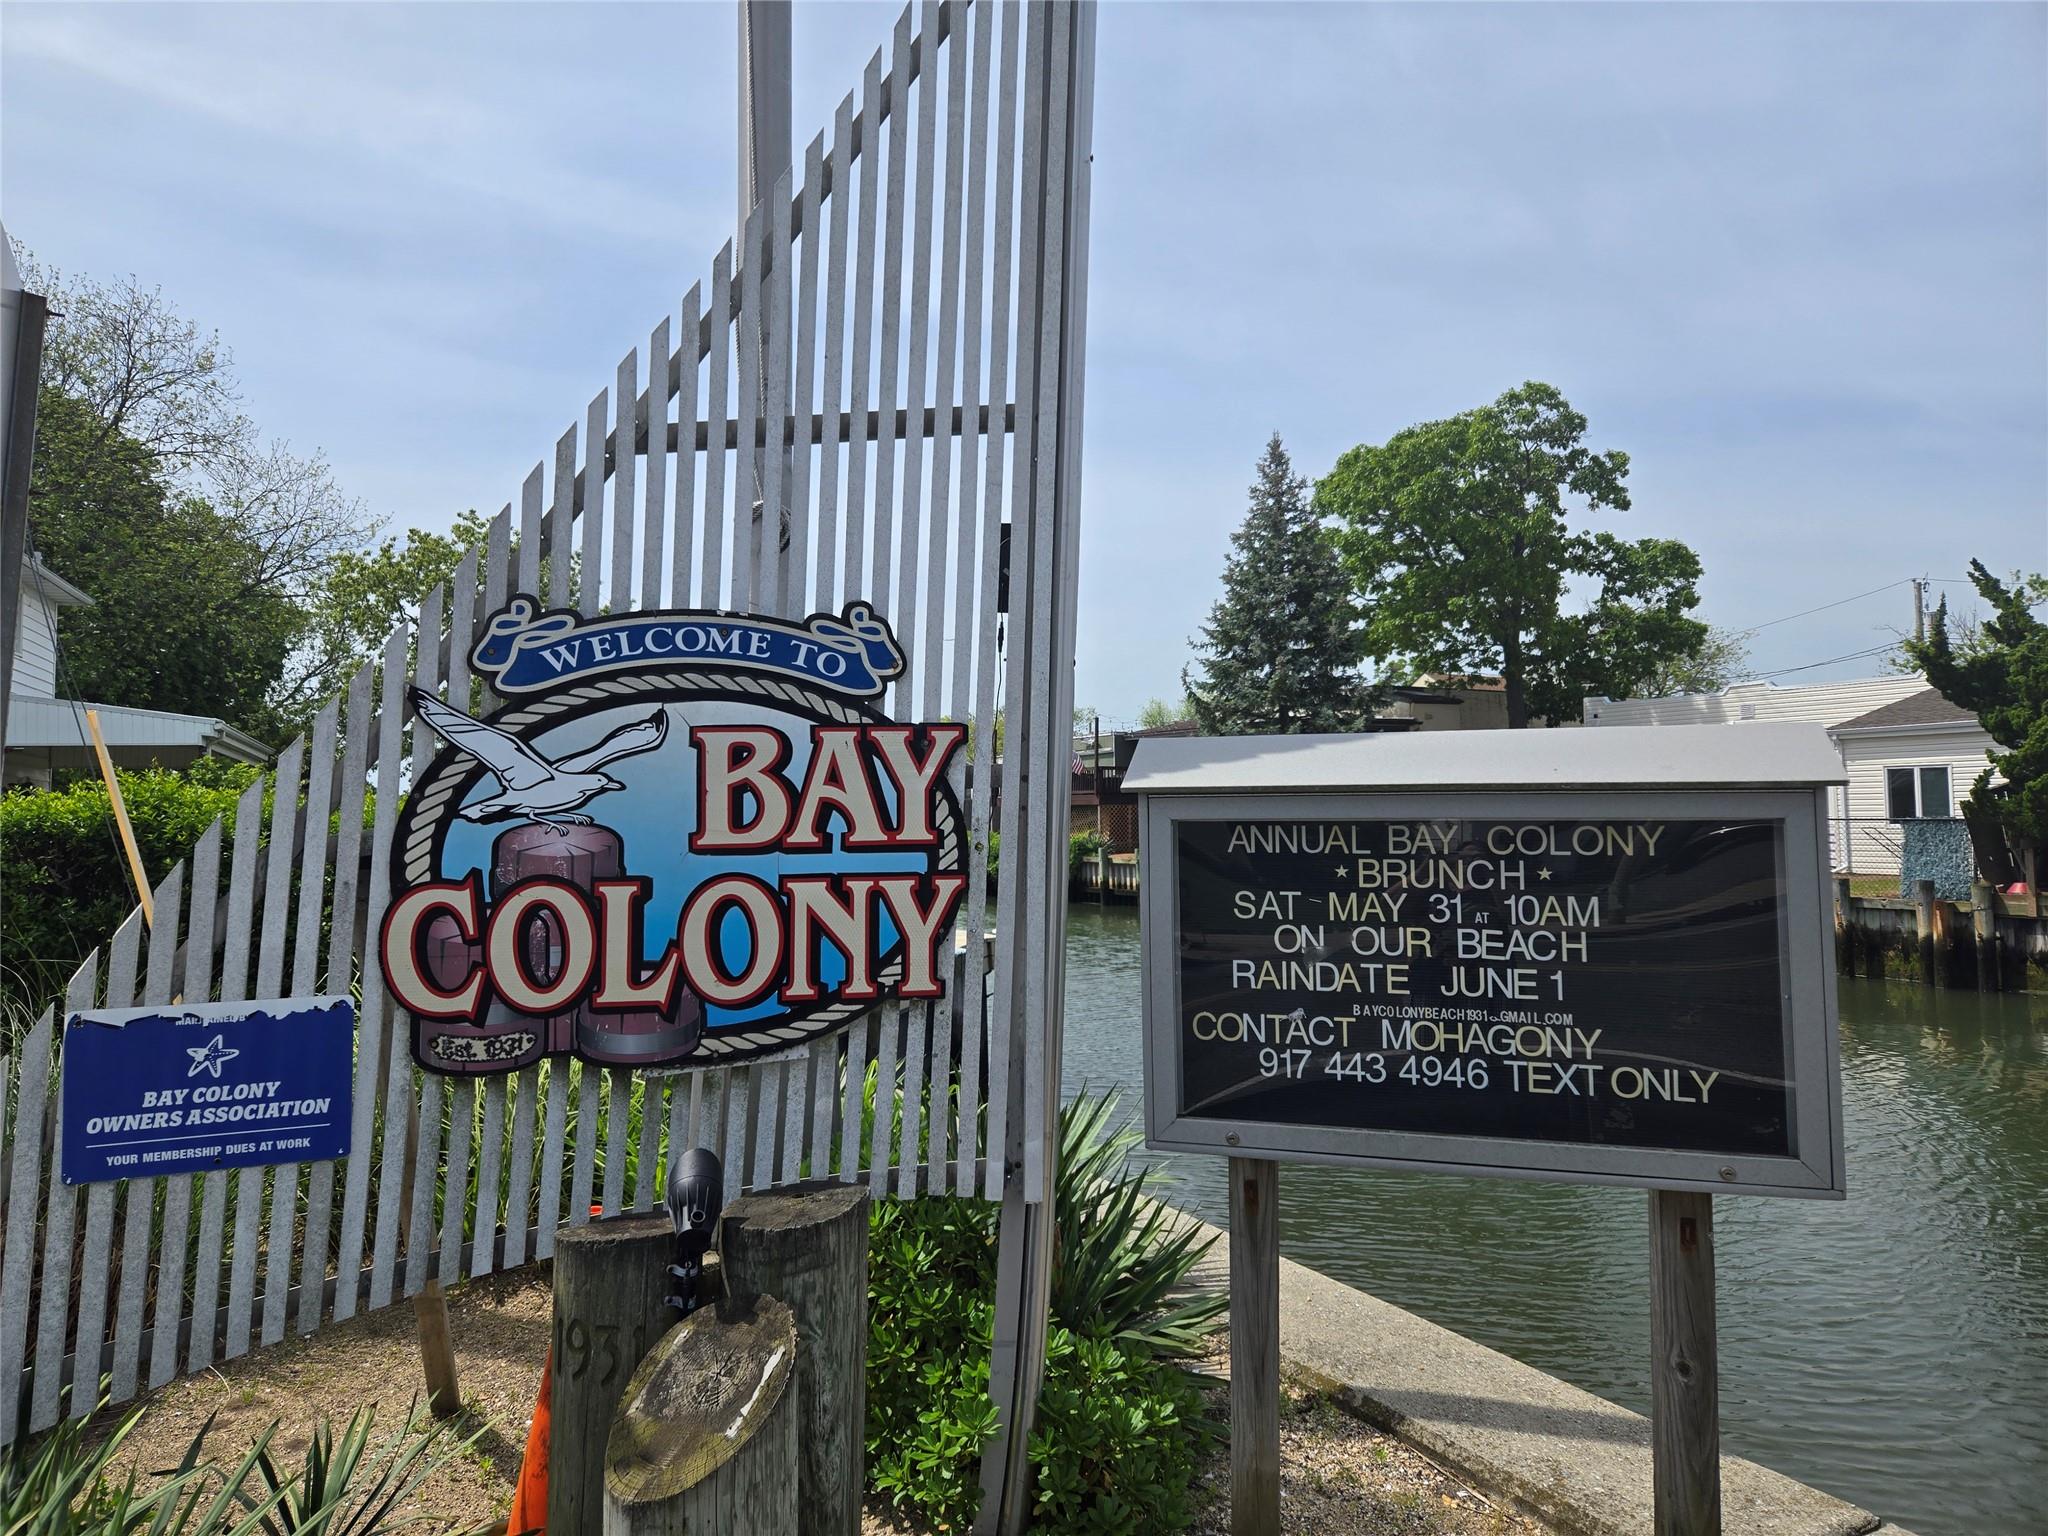 WELCOME TO
BAY
COLONY
Est. 1931
BAY COLONY
OWNERS ASSOCIATION
YOUR MEMBERSHIP DUES AT WORK
193
ANNUAL BAY COLONY
★BRUNCH★
SAT-MAY 31 AT 10AM
ON OUR BEACH
RAINDATE JUNE 1
CONTACT MOHAGONY
917 443 4946 TEXT ONLY